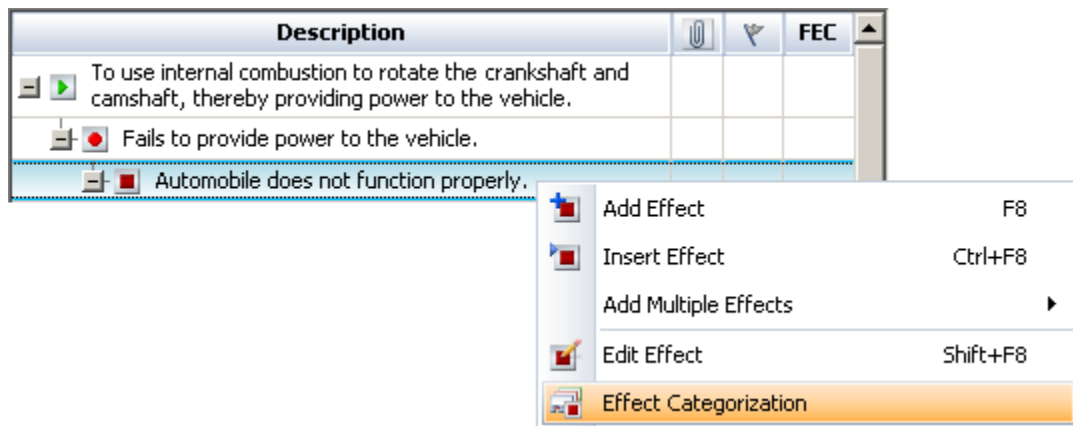 Description FEC
To use internal combustion to rotate the crankshaft and
camshaft, thereby providing power to the vehicle.
Fails to provide power to the vehicle.
Automobile does not function properly.
Add Effect F8
Insert Effect Ctrl+F8
Add Multiple Effects
Edit Effect Shift+F8
Effect Categorization